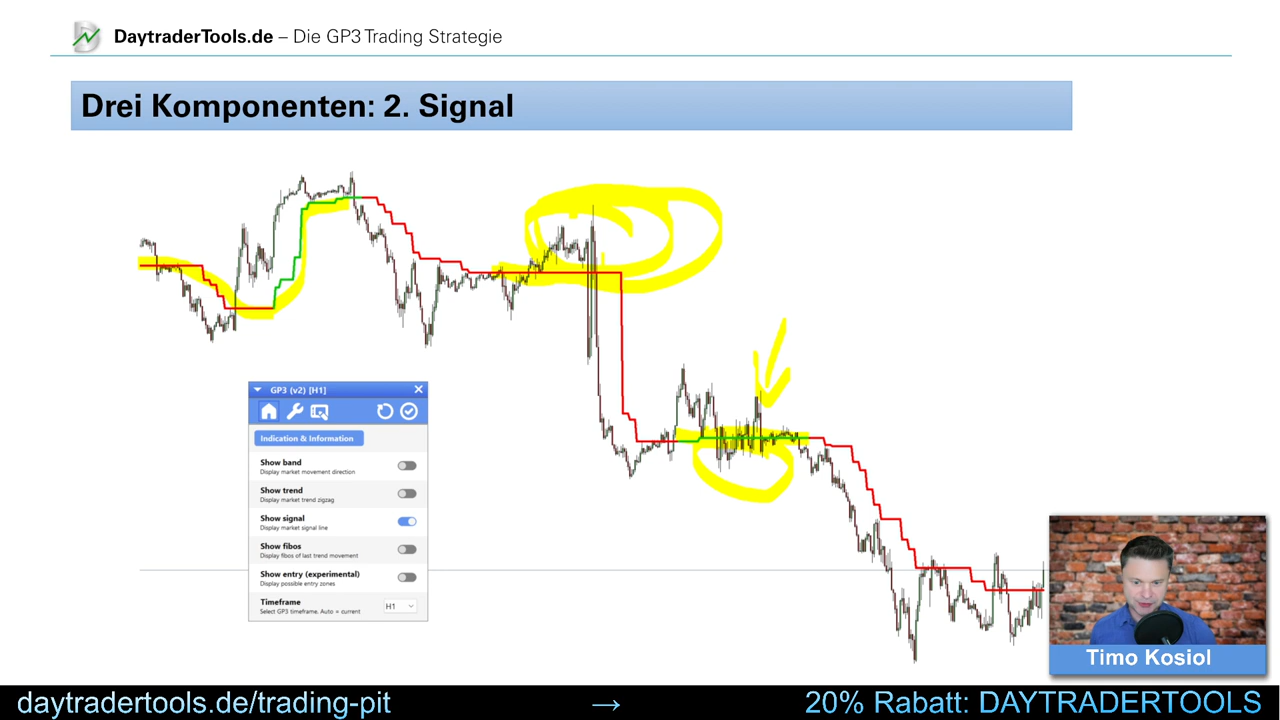 DaytraderTools.de – Die GP3 Trading Strategie
Drei Komponenten: 2. Signal
GP3 (v2) [H1]
Indication & Information
Show band
Display market movement direction
Show trend
Display market trend zigzag
Show signal
Display market signal line
Show fibos
Display fibos of last trend movement
Show entry (experimental)
Display possible entry zones
Timeframe
Select GP3 timeframe. Auto = current
H1
Timo Kosiol
daytradertools.de/trading-pit → 20% Rabatt: DAYTRADERTOOLS